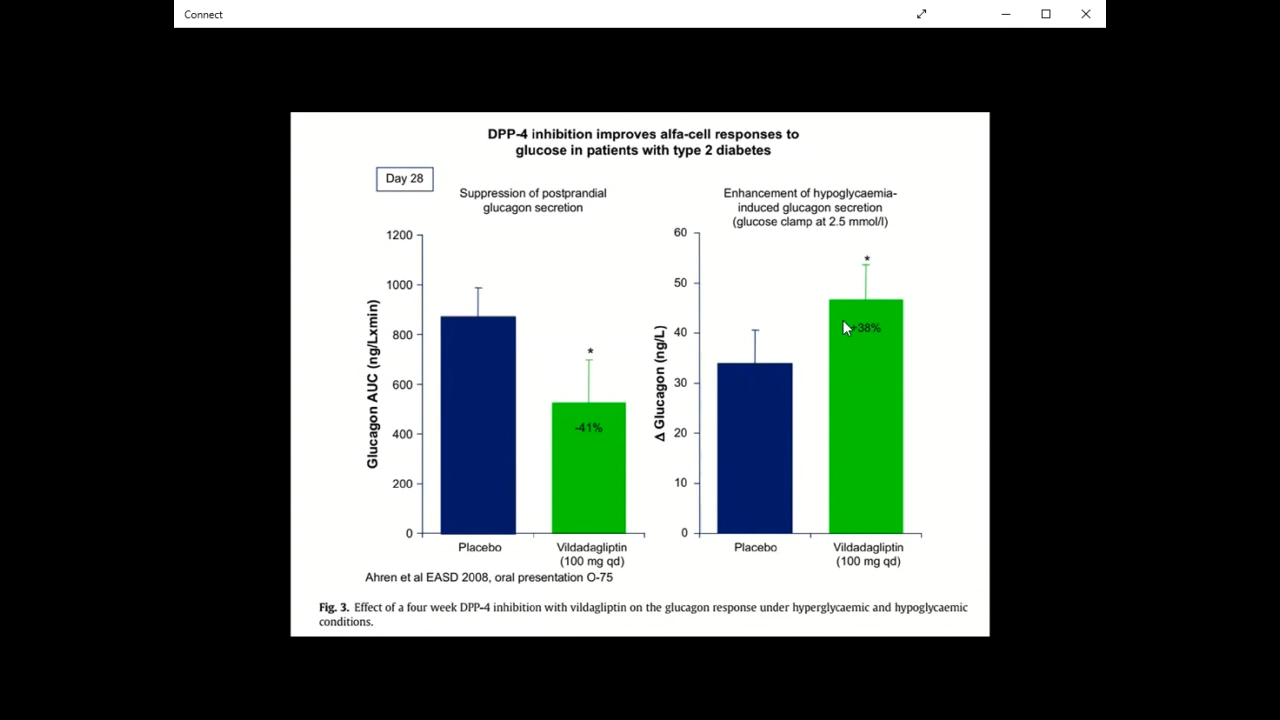 Connect
DPP-4 inhibition improves alfa-cell responses to
glucose in patients with type 2 diabetes
Day 28
Suppression of postprandial
glucagon secretion
Glucagon AUC (ng/Lxmin)
1200
1000
800
600
400
200
0
*
-41%
Placebo
Vildadagliptin
(100 mg qd)
Enhancement of hypoglycaemia-
induced glucagon secretion
(glucose clamp at 2.5 mmol/l)
Δ Glucagon (ng/L)
60
50
40
30
20
10
0
*
+38%
Placebo
Vildadagliptin
(100 mg qd)
Ahren et al EASD 2008, oral presentation O-75
Fig. 3. Effect of a four week DPP-4 inhibition with vildagliptin on the glucagon response under hyperglycaemic and hypoglycaemic
conditions.